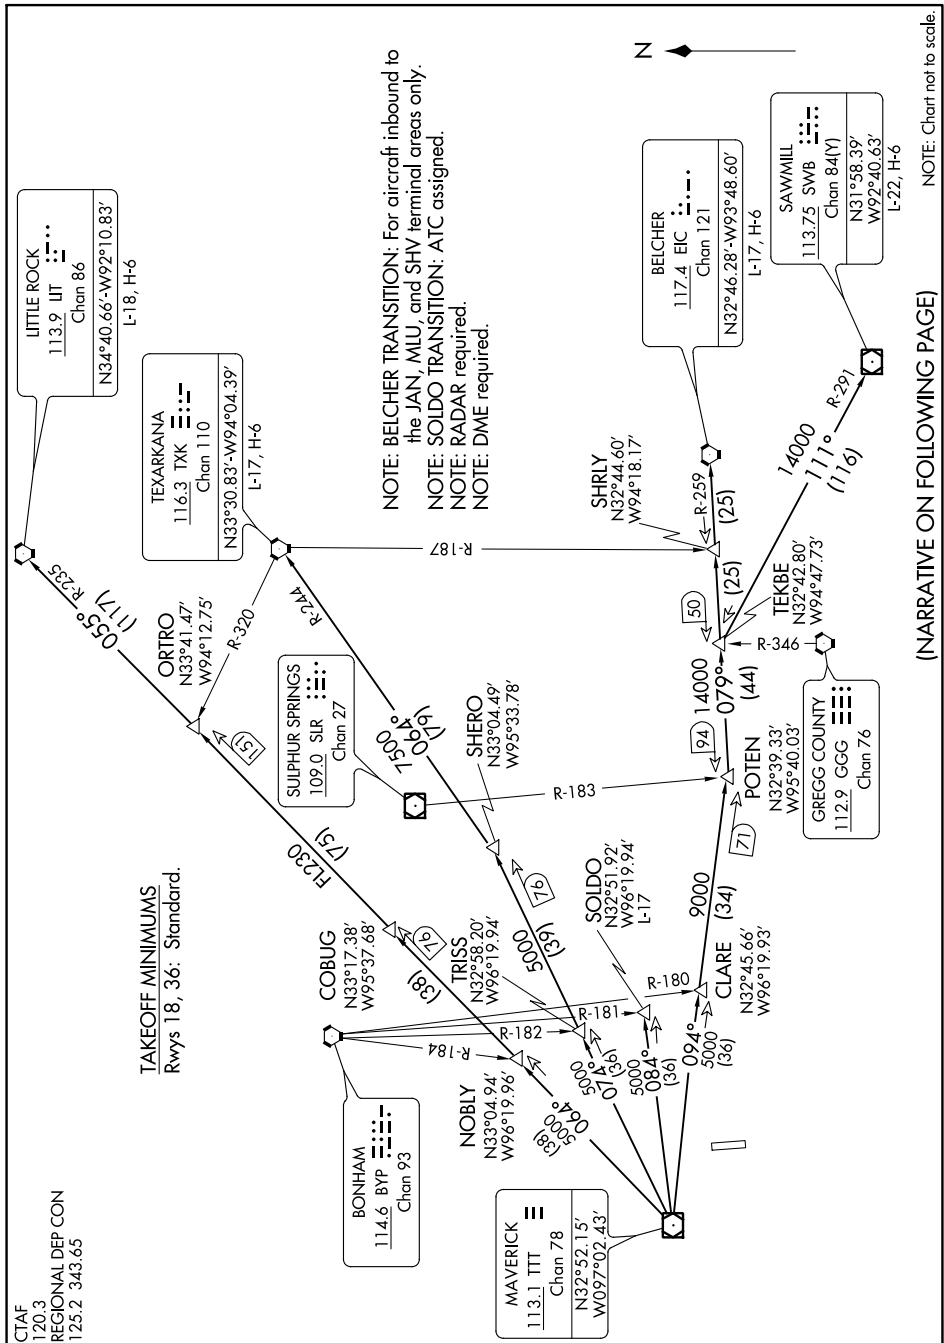 CTAF
120.3
REGIONAL DEP CON
125.2 343.65
TAKEOFF MINIMUMS
Rwys 18, 36: Standard.
LITTLE ROCK
113.9 LIT
Chan 86
N34°40.66'-W92°10.83'
L-18, H-6
TEXARKANA
116.3 TXK
Chan 110
N33°30.83'-W94°04.39'
L-17, H-6
NOTE: BELCHER TRANSITION: For aircraft inbound to
the JAN, MLU, and SHV terminal areas only.
NOTE: SOLDO TRANSITION: ATC assigned.
NOTE: RADAR required.
NOTE: DME required.
N
R-235
055°
(117)
ORTRO
N33°41.47'
W94°12.75'
R-320
151
FL230
(75)
R-244
7500
064°
(79)
SULPHUR SPRINGS
109.0 SLR
Chan 27
SHERO
N33°04.49'
W95°33.78'
R-187
R-183
COBUG
N33°17.38'
W95°37.68'
76
(38)
TRISS
N32°58.20'
W96°19.94'
76
5000
(39)
SOLDO
N32°51.92'
W96°19.94'
L-17
BONHAM
114.6 BYP
Chan 93
R-184
R-182
R-181
R-180
NOBLY
N33°04.94'
W96°19.96'
064°
5000
(38)
5000
074°
(36)
5000
084°
(36)
094°
5000
(36)
MAVERICK
113.1 TTT
Chan 78
N32°52.15'
W097°02.43'
CLARE
N32°45.66'
W96°19.93'
9000
(34)
71
POTEN
N32°39.33'
W95°40.03'
94
14000
079°
(44)
50
TEKBE
N32°42.80'
W94°47.73'
R-346
GREGG COUNTY
112.9 GGG
Chan 76
(25)
SHRLY
N32°44.60'
W94°18.17'
R-259
(25)
BELCHER
117.4 EIC
Chan 121
N32°46.28'-W93°48.60'
L-17, H-6
14000
111°
(116)
R-291
SAWMILL
113.75 SWB
Chan 84(Y)
N31°58.39'
W92°40.63'
L-22, H-6
(NARRATIVE ON FOLLOWING PAGE)
NOTE: Chart not to scale.